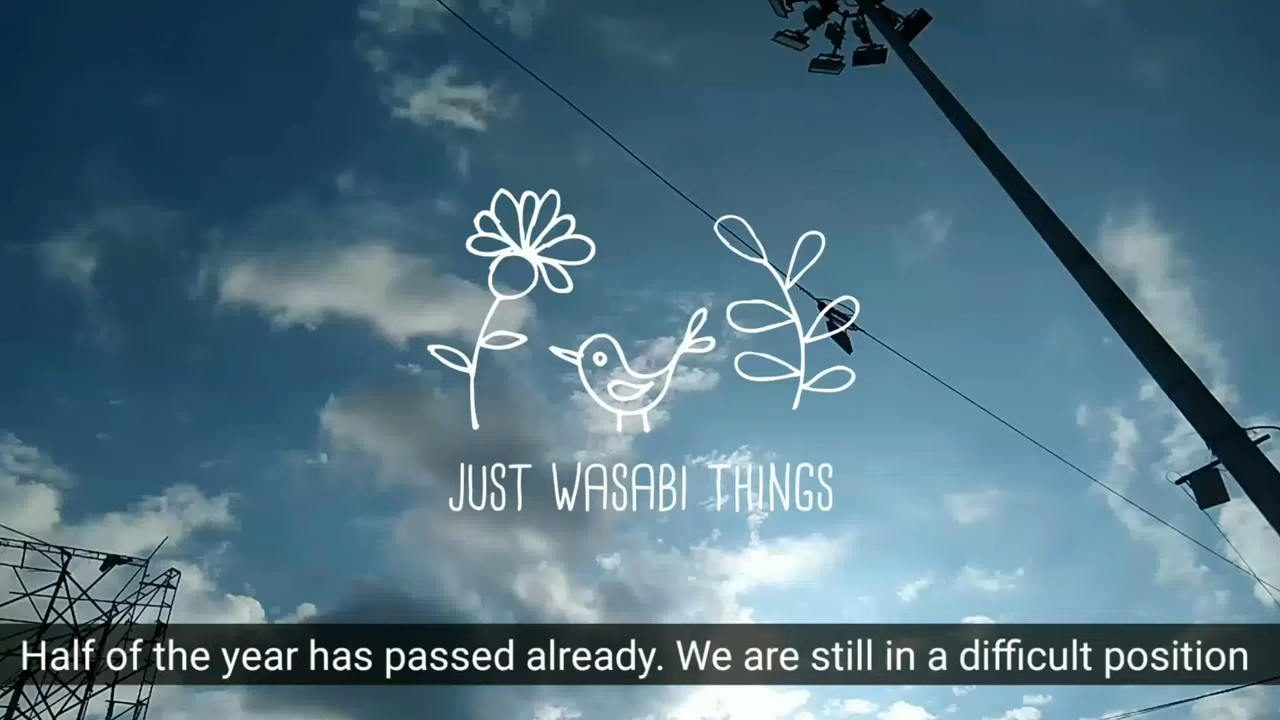 JUST WASABI THINGS
Half of the year has passed already. We are still in a difficult position